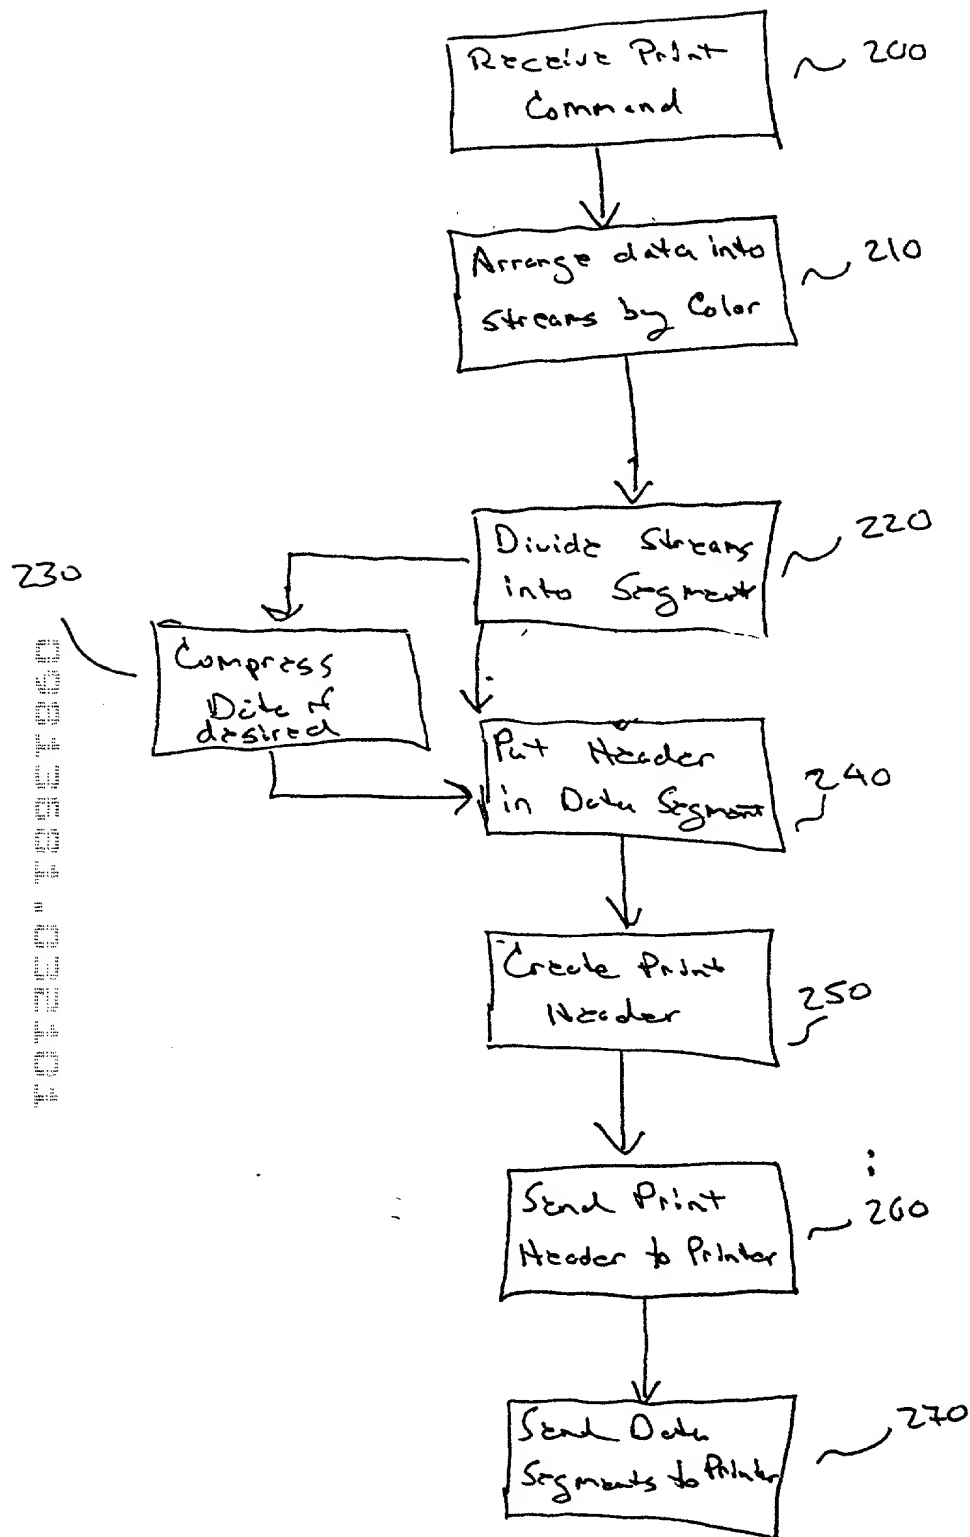 Receive Print
Command
200
Arrange data into
streams by Color
210
Divide Streams
into Segment
220
230
Compress
Data if
desired
Put Header
in Data Segment
240
Create Print
Header
250
Send Print
Header to Printer
260
Send Data
Segments to Printer
270